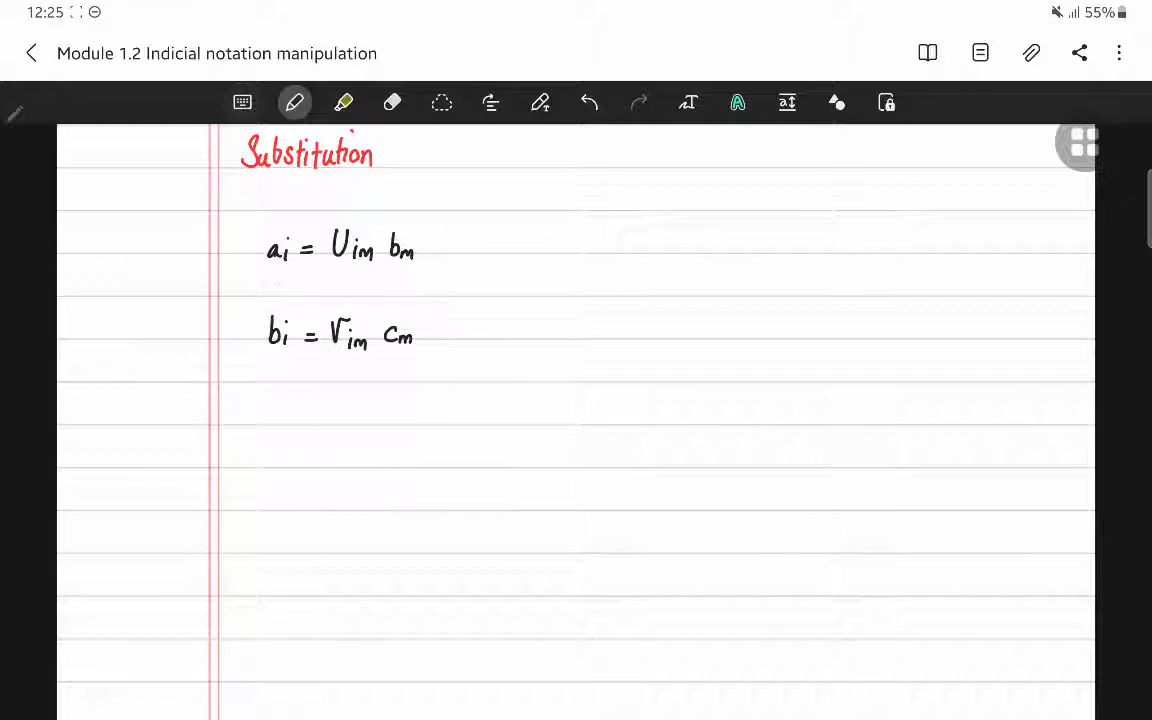 12:25 55%
Module 1.2 Indicial notation manipulation
Substitution
ai = Uim bm
bi = Vim cm